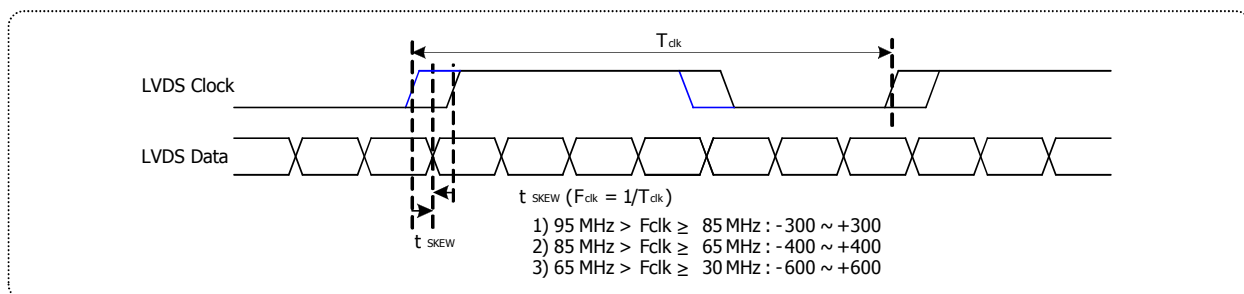 Tclk
LVDS Clock
LVDS Data
t SKEW (Fclk = 1/Tclk)
1) 95 MHz > Fclk ≥ 85 MHz : -300 ~ +300
2) 85 MHz > Fclk ≥ 65 MHz : -400 ~ +400
3) 65 MHz > Fclk ≥ 30 MHz : -600 ~ +600
t SKEW